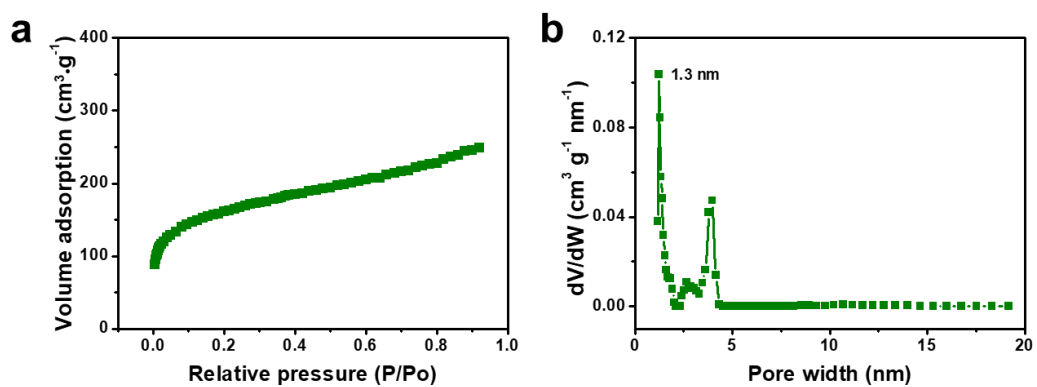 a
Volume adsorption (cm³·g⁻¹)
400
300
200
100
0
0.0 0.2 0.4 0.6 0.8 1.0
Relative pressure (P/Po)
b
dV/dW (cm³ g⁻¹ nm⁻¹)
0.12
0.08
0.04
0.00
1.3 nm
0 5 10 15 20
Pore width (nm)